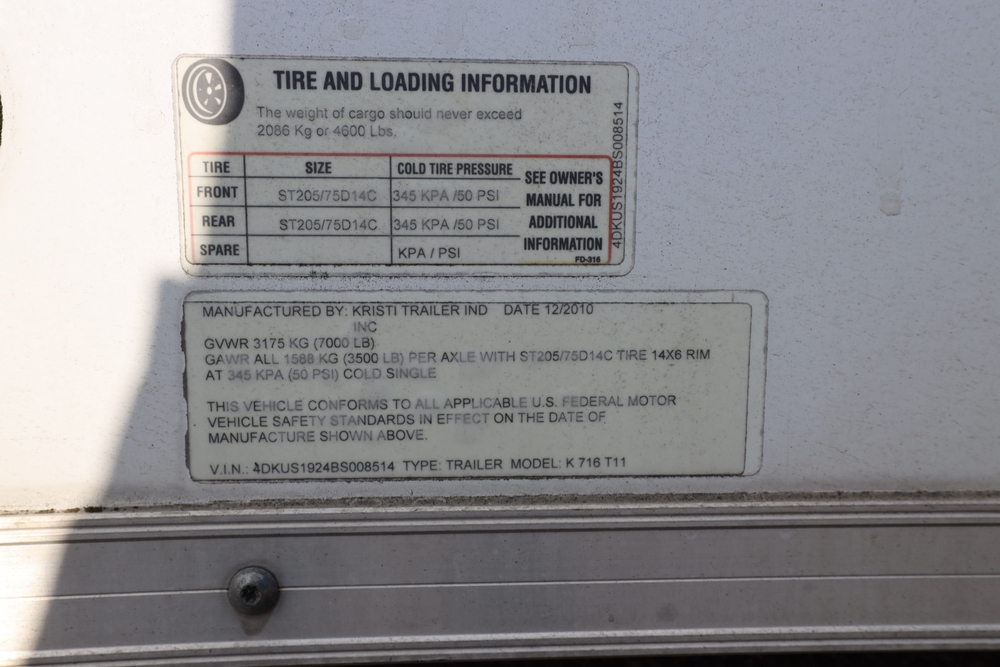 TIRE AND LOADING INFORMATION
The weight of cargo should never exceed
2086 Kg or 4600 Lbs.
TIRE SIZE COLD TIRE PRESSURE SEE OWNER'S
FRONT ST205/75D14C 345 KPA /50 PSI MANUAL FOR
REAR ST205/75D14C 345 KPA /50 PSI ADDITIONAL
SPARE KPA / PSI INFORMATION
FD-316
4DKUS1924BS008514
MANUFACTURED BY: KRISTI TRAILER IND DATE 12/2010
INC
GVWR 3175 KG (7000 LB)
GAWR ALL 1588 KG (3500 LB) PER AXLE WITH ST205/75D14C TIRE 14X6 RIM
AT 345 KPA (50 PSI) COLD SINGLE
THIS VEHICLE CONFORMS TO ALL APPLICABLE U.S. FEDERAL MOTOR
VEHICLE SAFETY STANDARDS IN EFFECT ON THE DATE OF
MANUFACTURE SHOWN ABOVE.
V.I.N.: 4DKUS1924BS008514 TYPE: TRAILER MODEL: K 716 T11